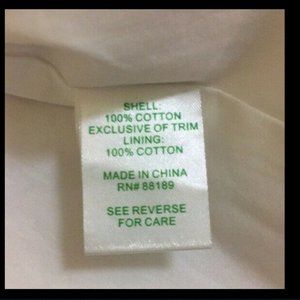 SHELL:
100% COTTON
EXCLUSIVE OF TRIM
LINING:
100% COTTON
MADE IN CHINA
RN# 88189
SEE REVERSE
FOR CARE